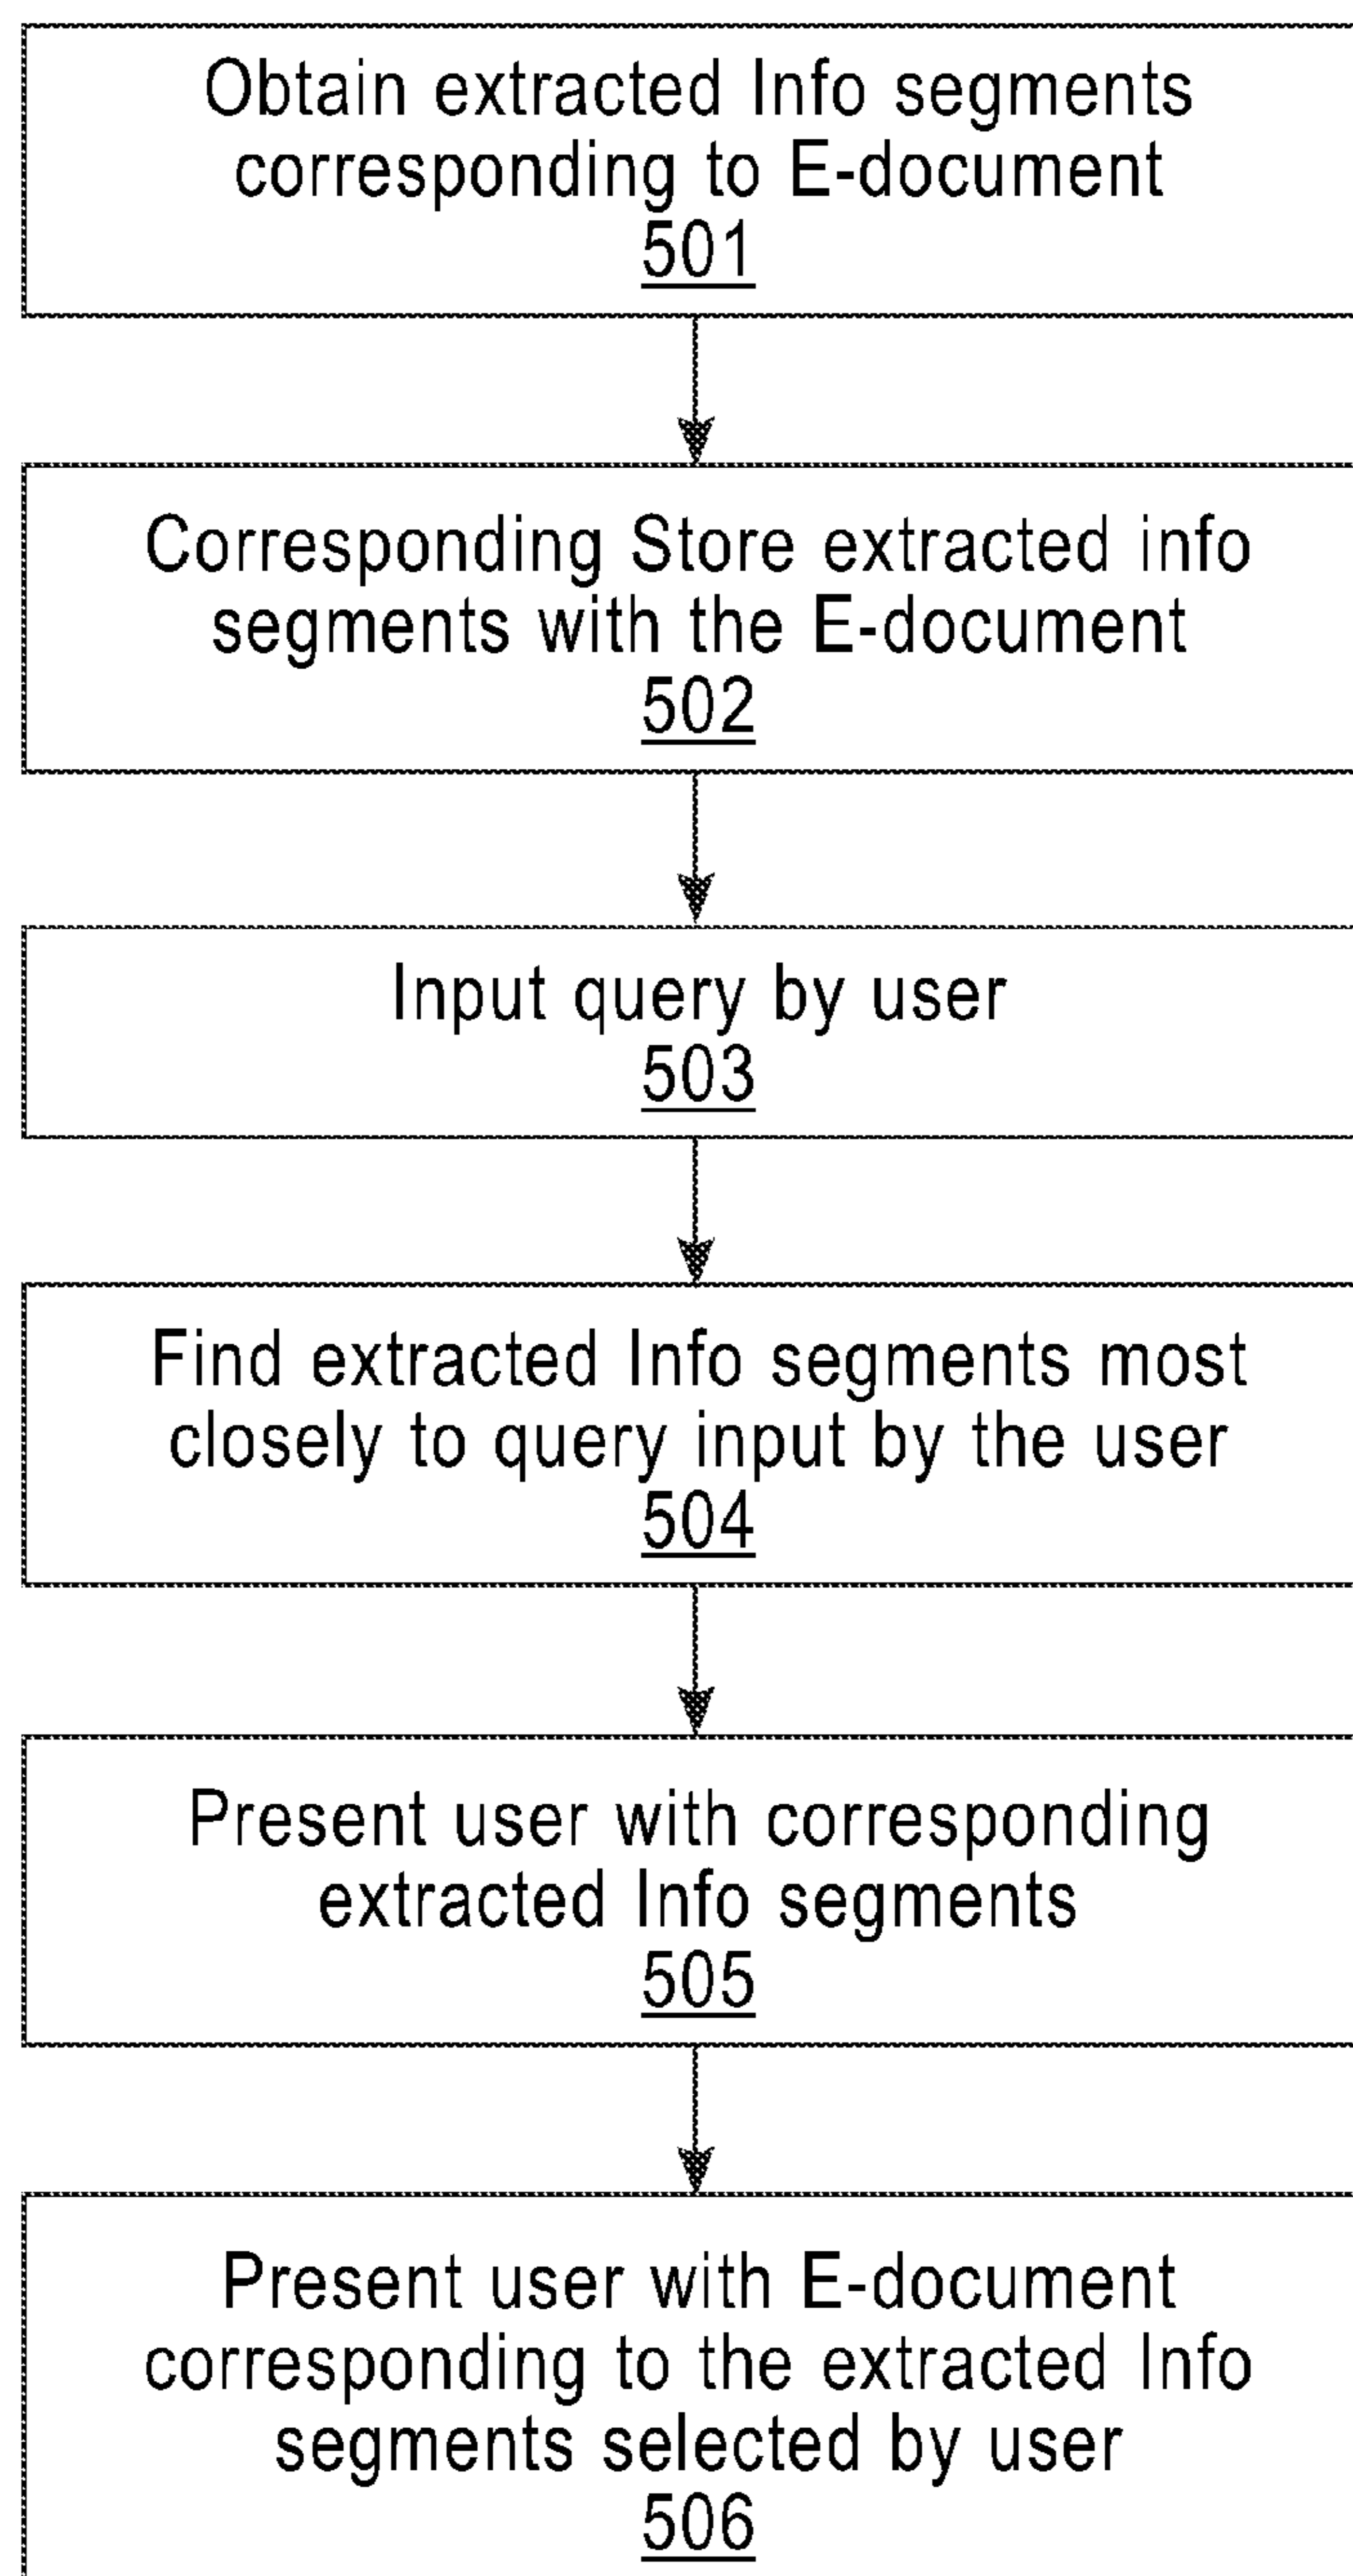 Obtain extracted Info segments
corresponding to E-document
501
Corresponding Store extracted info
segments with the E-document
502
Input query by user
503
Find extracted Info segments most
closely to query input by the user
504
Present user with corresponding
extracted Info segments
505
Present user with E-document
corresponding to the extracted Info
segments selected by user
506